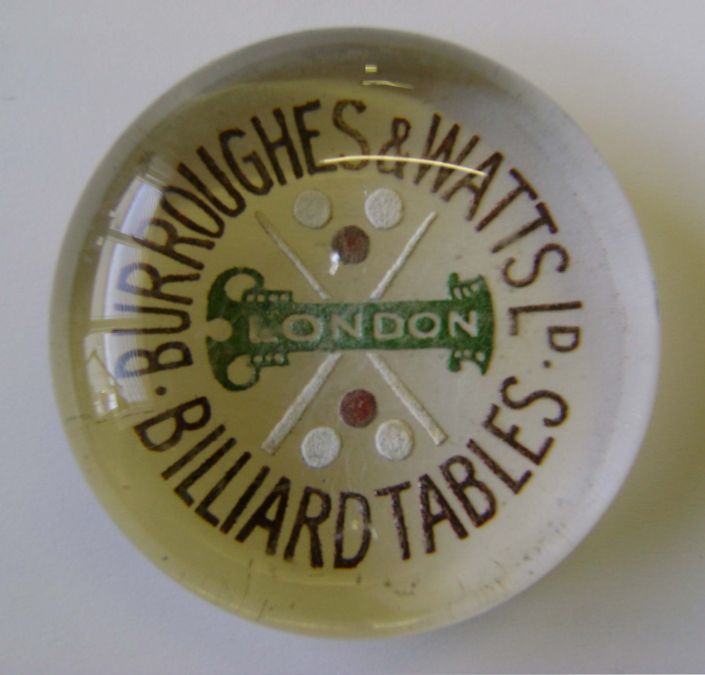 BURROUGHES & WATTS LD.
LONDON
BILLIARD TABLES